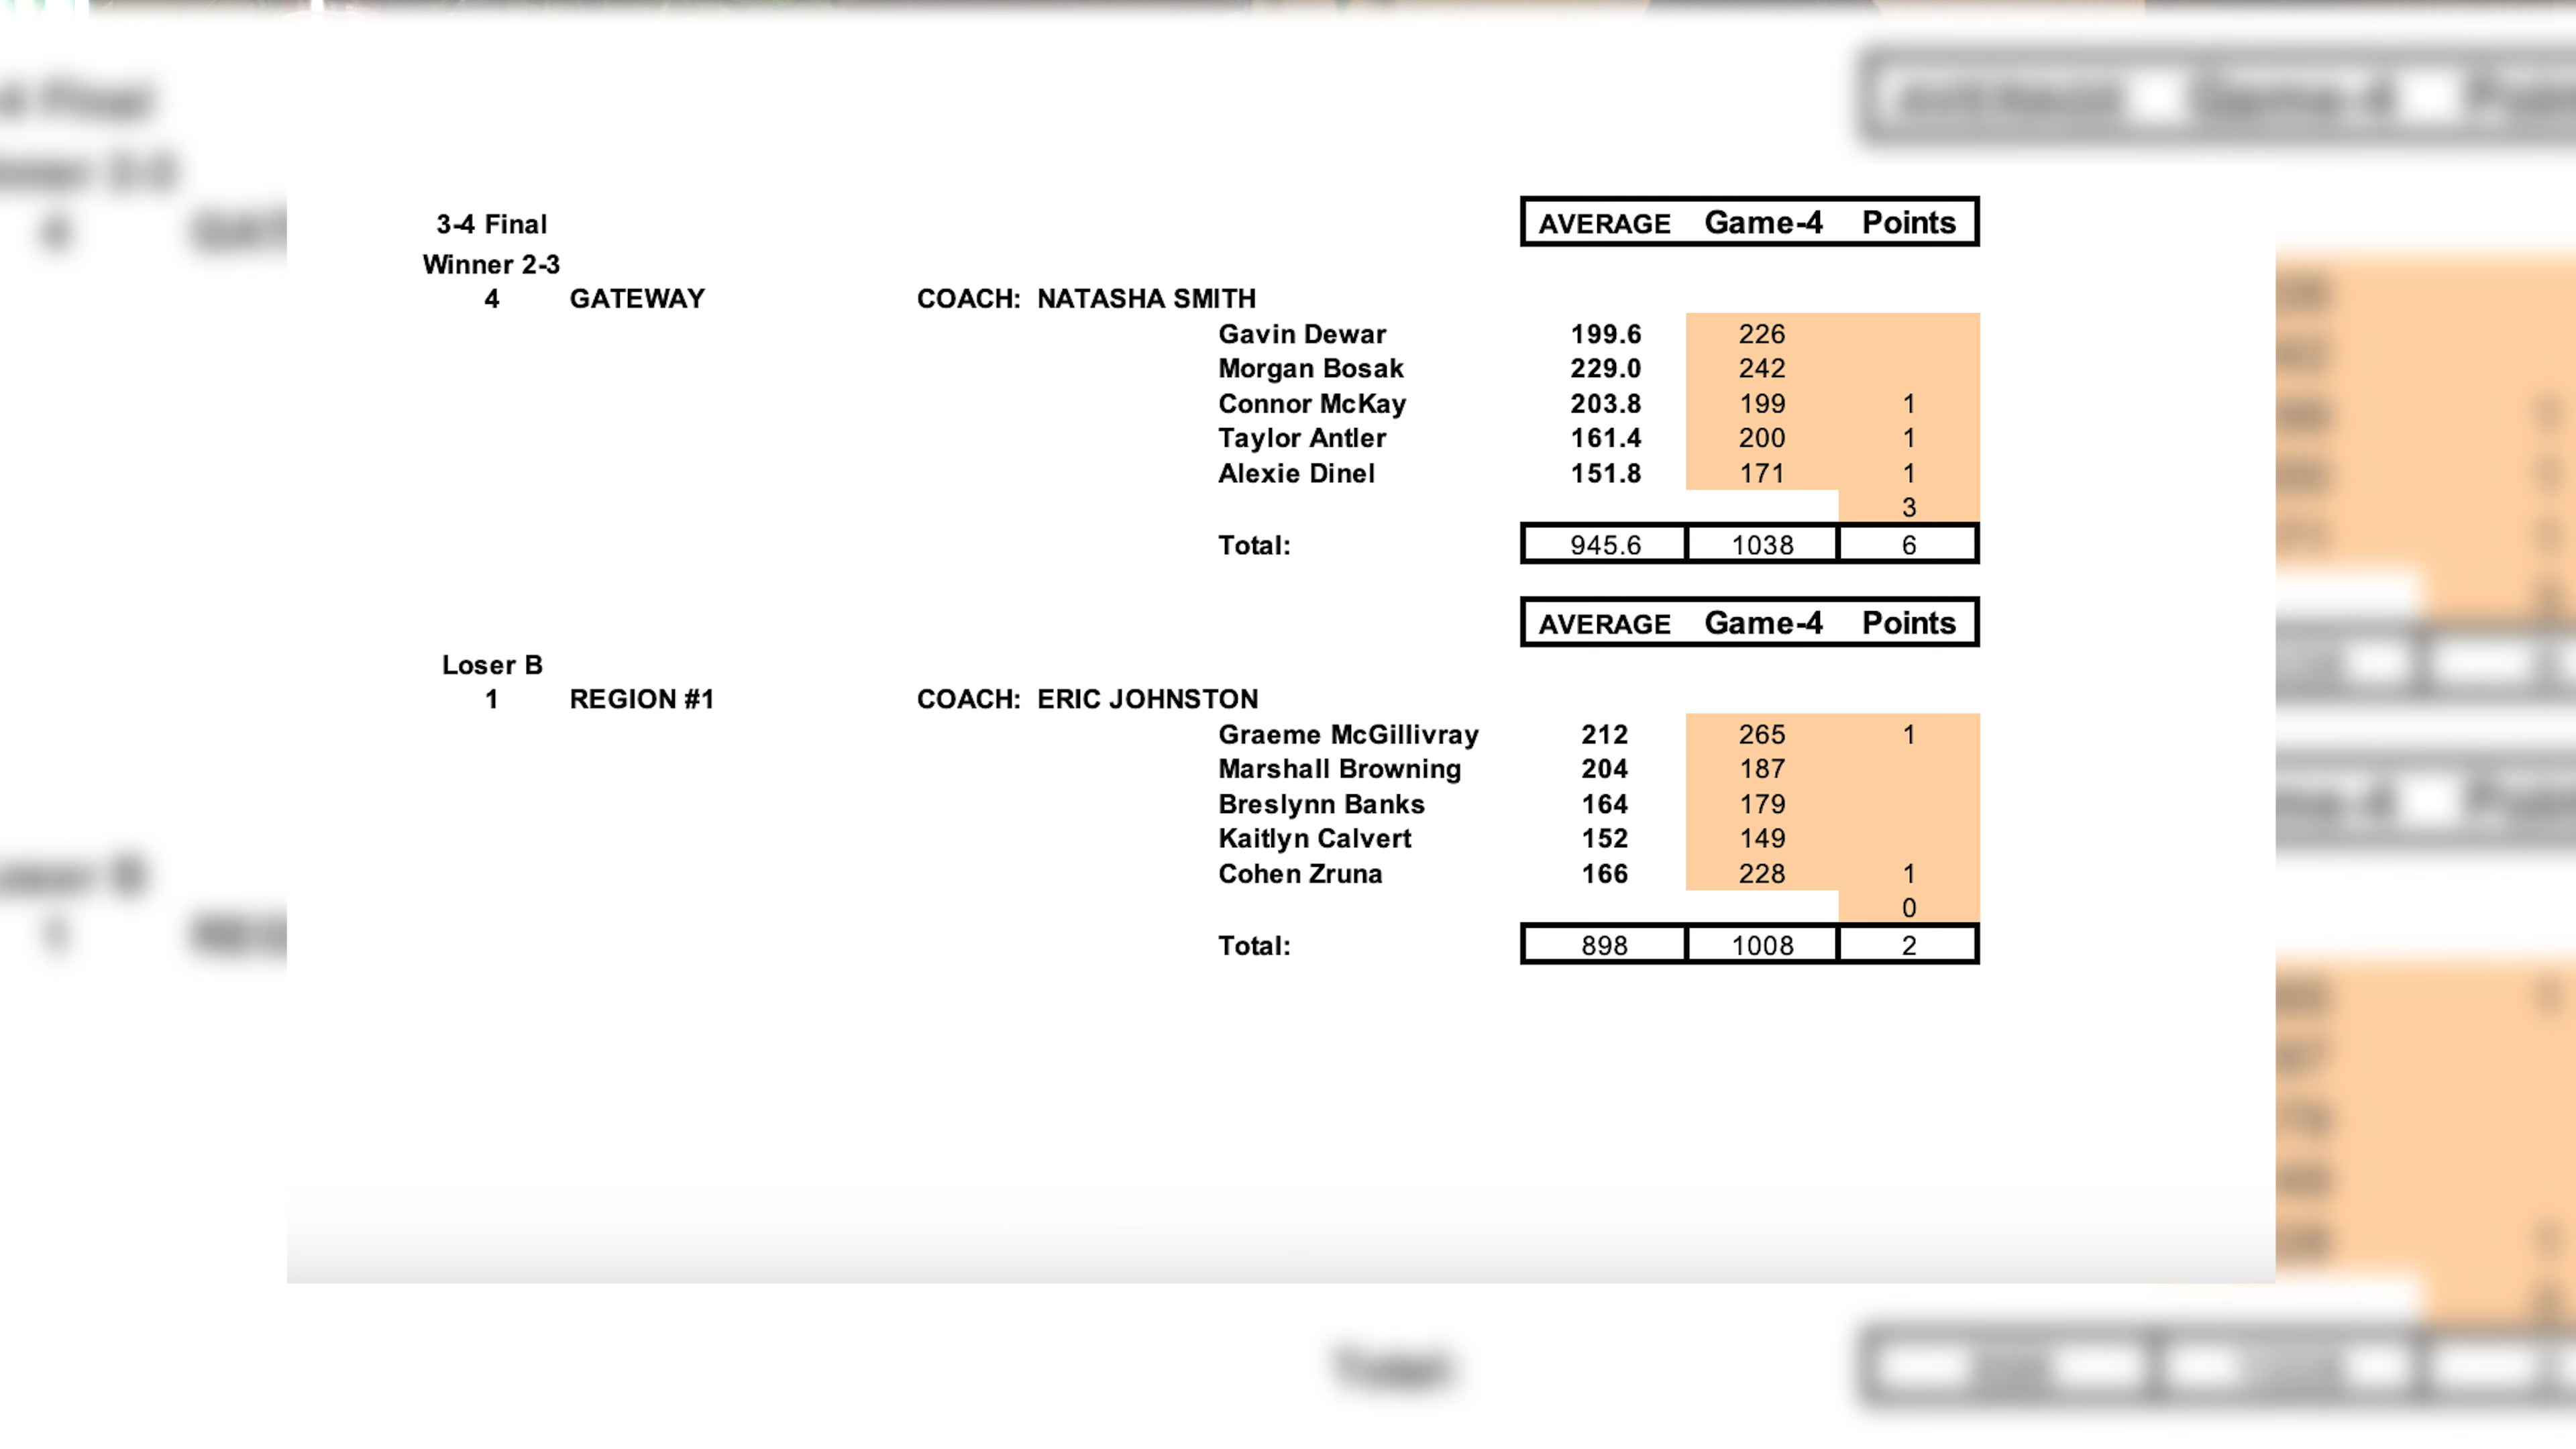 3-4 Final AVERAGE Game-4 Points
Winner 2-3
4 GATEWAY COACH: NATASHA SMITH
Gavin Dewar 199.6 226
Morgan Bosak 229.0 242
Connor McKay 203.8 199 1
Taylor Antler 161.4 200 1
Alexie Dinel 151.8 171 1
3
Total: 945.6 1038 6
AVERAGE Game-4 Points
Loser B
1 REGION #1 COACH: ERIC JOHNSTON
Graeme McGillivray 212 265 1
Marshall Browning 204 187
Breslynn Banks 164 179
Kaitlyn Calvert 152 149
Cohen Zruna 166 228 1
0
Total: 898 1008 2